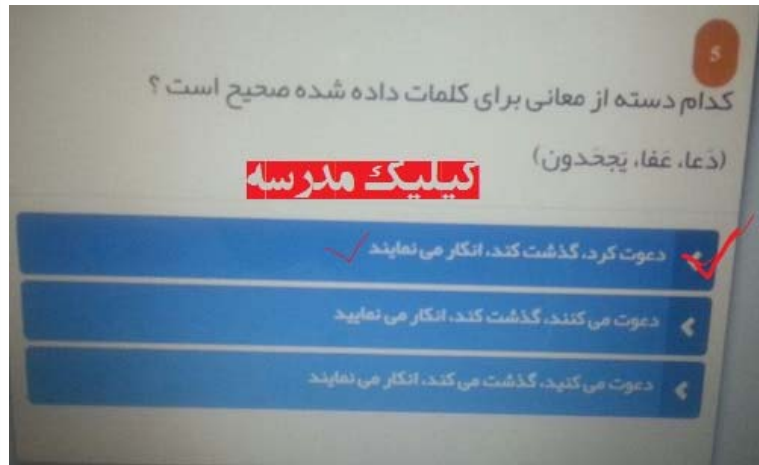 5
کدام دسته از معانی برای کلمات داده شده صحیح است ؟
(دَعا، عَفا، یَجحَدون)
کیلیک مدرسه
دعوت کرد، گذشت کند، انکار می نمایند
دعوت می کنند، گذشت کند، انکار می نمایید
دعوت می کنید، گذشت می کند، انکار می نمایند